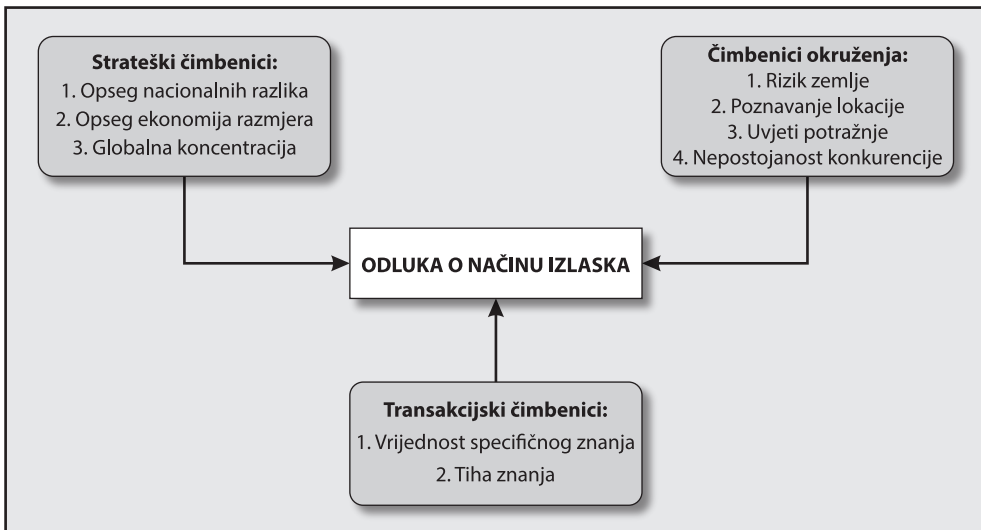 Strateški čimbenici:
1. Opseg nacionalnih razlika
2. Opseg ekonomija razmjera
3. Globalna koncentracija
Čimbenici okruženja:
1. Rizik zemlje
2. Poznavanje lokacije
3. Uvjeti potražnje
4. Nepostojanost konkurencije
ODLUKA O NAČINU IZLASKA
Transakcijski čimbenici:
1. Vrijednost specifičnog znanja
2. Tiha znanja